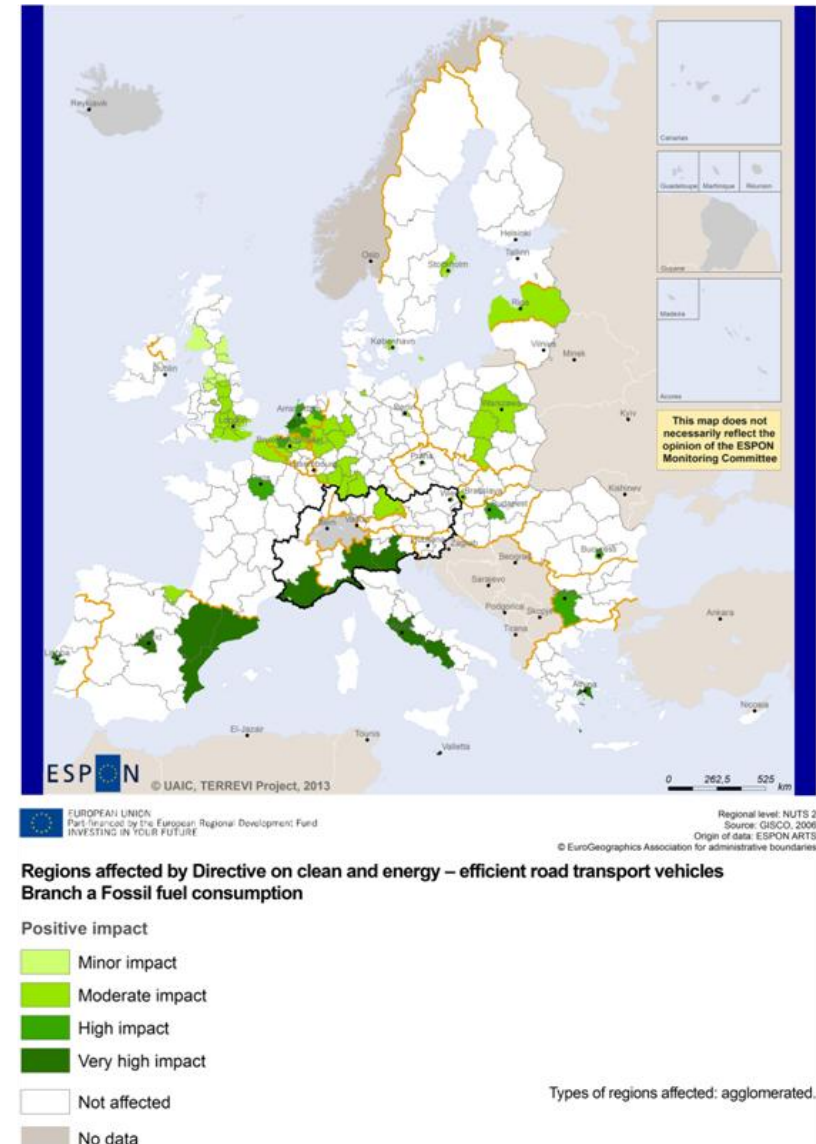 Reykjavik
Canarias
Guadeloupe Martinique Réunion
Guyane
Madeira
Acores
This map does not
necessarily reflect the
opinion of the ESPON
Monitoring Committee
Helsinki
Tallinn
Oslo
Stockholm
Riga
København
Vilnius
Minsk
Dublin
London
Warszawa
Kyiv
Praha
Kishinev
Bratislava
Budapest
Zagreb
Beograd
Bucuresti
Sarajevo
Podgorica
Skopje
Tirana
Ankara
Madrid
Lisboa
Athina
Nicosia
El-Jazair
Tounis
Valletta
ESPON
© UAIC, TERREVI Project, 2013
0 262,5 525
km
EUROPEAN UNION
Part-financed by the European Regional Development Fund
INVESTING IN YOUR FUTURE
Regional level: NUTS 2
Source: GISCO, 2006
Origin of data: ESPON ARTS
© EuroGeographics Association for administrative boundaries
Regions affected by Directive on clean and energy – efficient road transport vehicles
Branch a Fossil fuel consumption
Positive impact
Minor impact
Moderate impact
High impact
Very high impact
Not affected
No data
Types of regions affected: agglomerated.